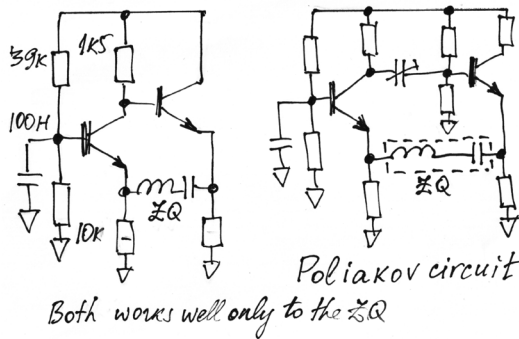 39K
1K5
100H
10K
ZQ
ZQ
Poliakov circuit
Both works well only to the ZQ